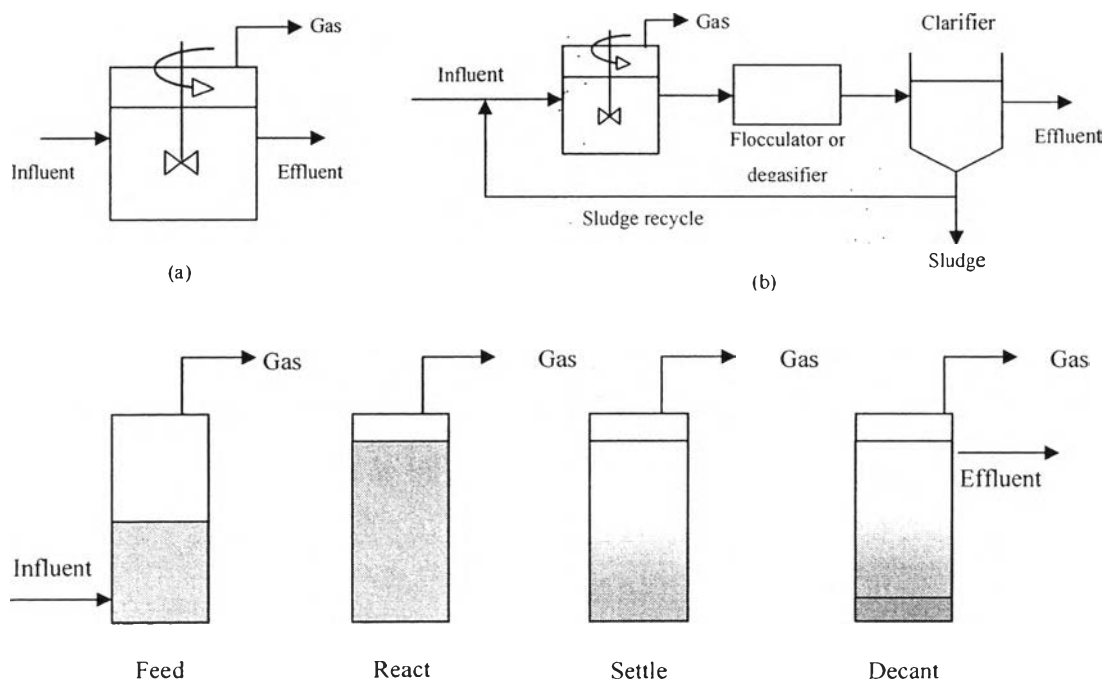 Gas
Influent
Effluent
(a)
Gas
Clarifier
Influent
Flocculator or
degasifier
Effluent
Sludge recycle
Sludge
(b)
Gas
Gas
Gas
Gas
Influent
Effluent
Feed
React
Settle
Decant